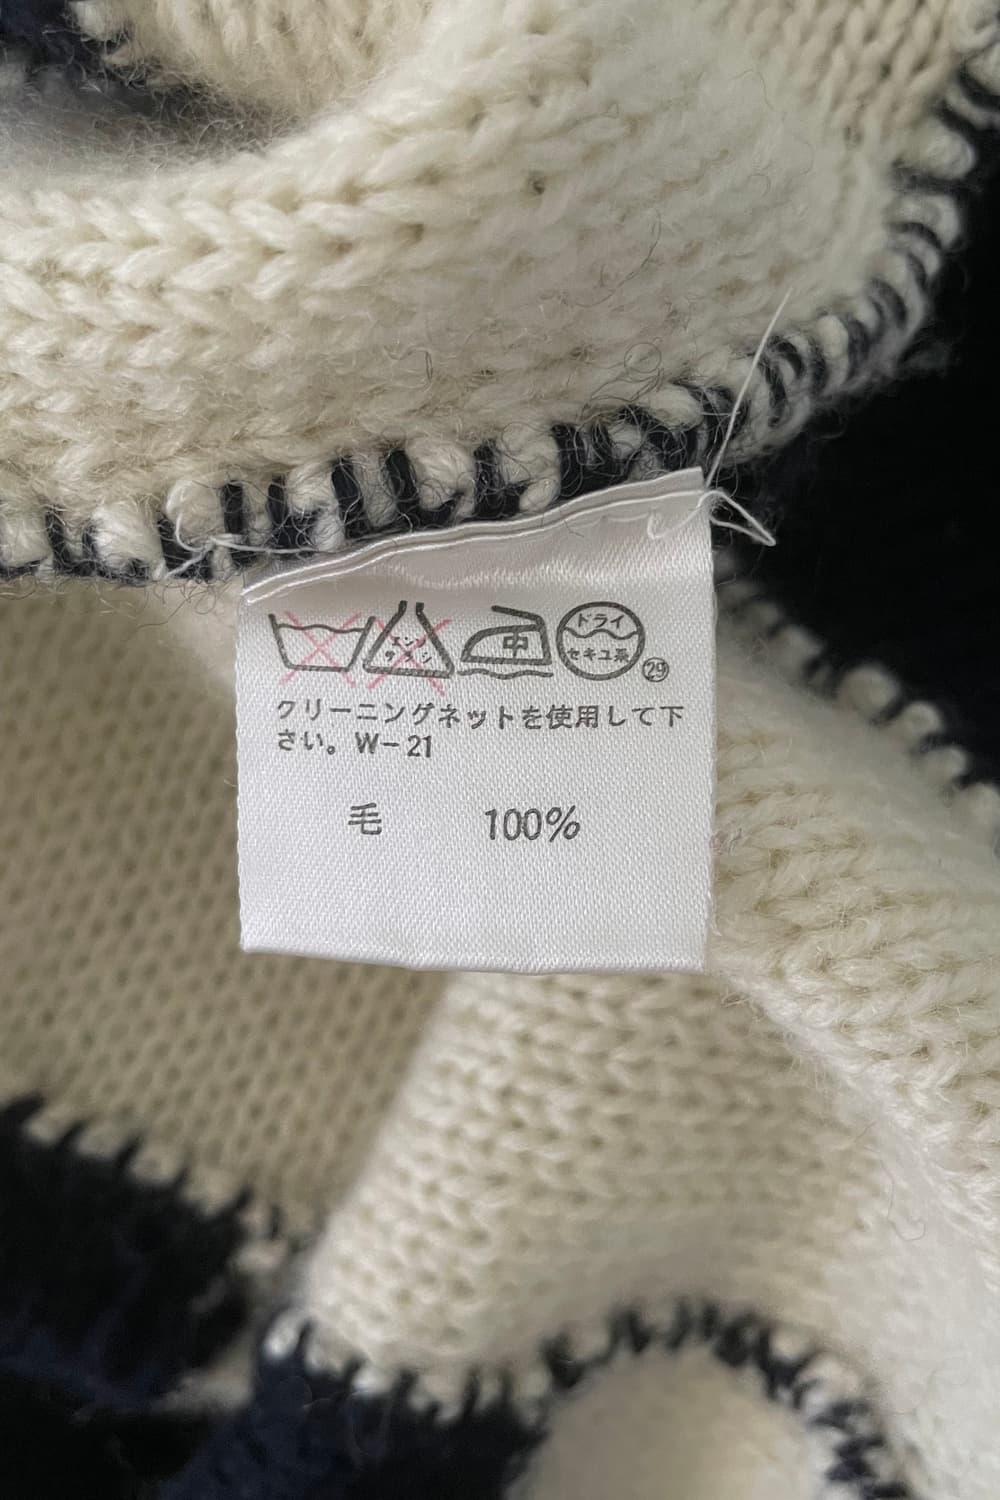 エンソ サラシ 中 ドライ セキユ系 29
クリーニングネットを使用して下
さい。W-21
毛 100%